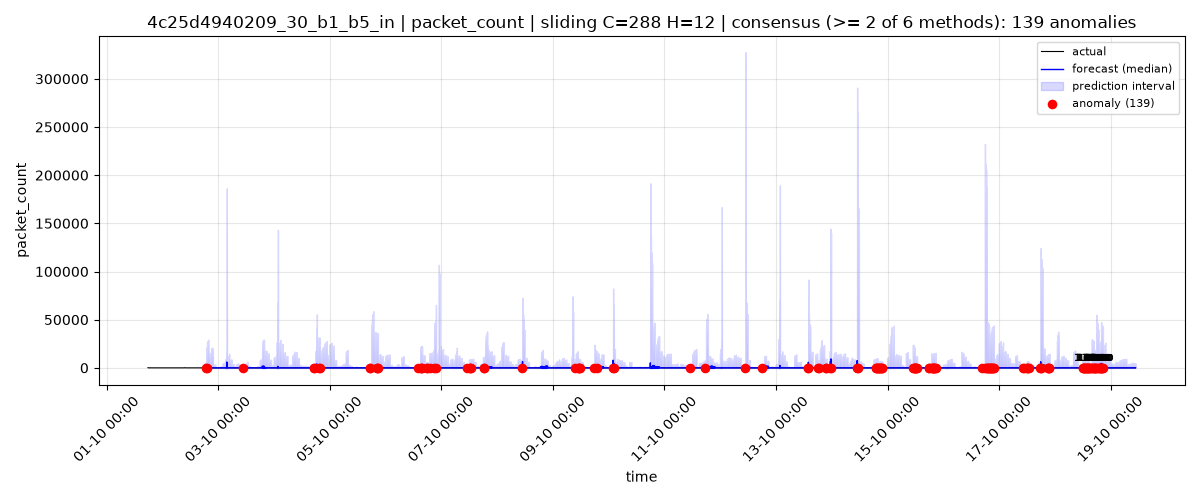 4c25d4940209_30_b1_b5_in | packet_count | sliding C=288 H=12 | consensus (>= 2 of 6 methods): 139 anomalies
actual
forecast (median)
prediction interval
anomaly (139)
packet_count
300000
250000
200000
150000
100000
50000
0
01-10 00:00
03-10 00:00
05-10 00:00
07-10 00:00
09-10 00:00
11-10 00:00
13-10 00:00
15-10 00:00
17-10 00:00
19-10 00:00
time